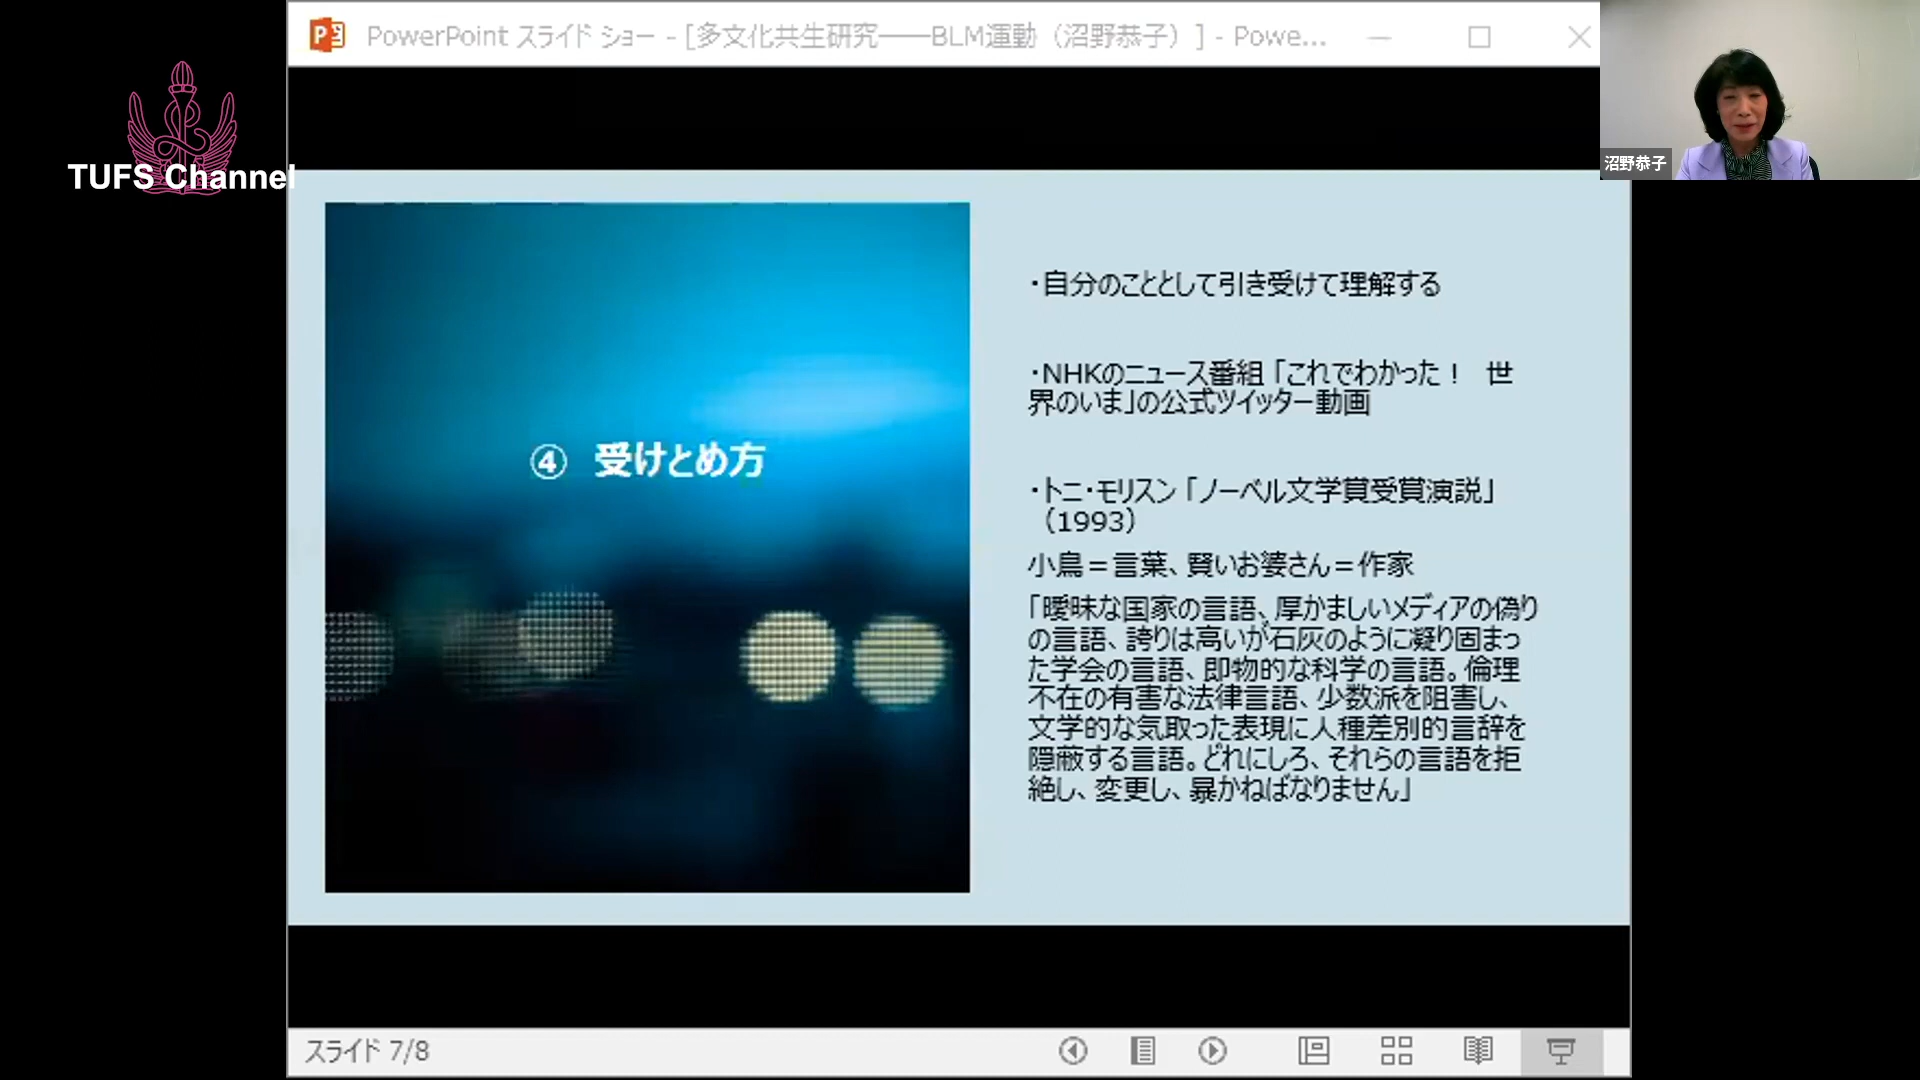 PowerPoint スライド ショー - [多文化共生研究――BLM運動（沼野恭子）] - Powe...
TUFS Channel
沼野恭子
④ 受けとめ方
・自分のこととして引き受けて理解する
・NHKのニュース番組「これでわかった！　世
界のいま」の公式ツイッター動画
・トニ・モリスン「ノーベル文学賞受賞演説」
（1993）
小鳥＝言葉、賢いお婆さん＝作家
「曖昧な国家の言語、厚かましいメディアの偽り
の言語、誇りは高いが石灰のように凝り固まっ
た学会の言語、即物的な科学の言語。倫理
不在の有害な法律言語、少数派を阻害し、
文学的な気取った表現に人種差別的言辞を
隠蔽する言語。どれにしろ、それらの言語を拒
絶し、変更し、暴かねばなりません」
スライド 7/8